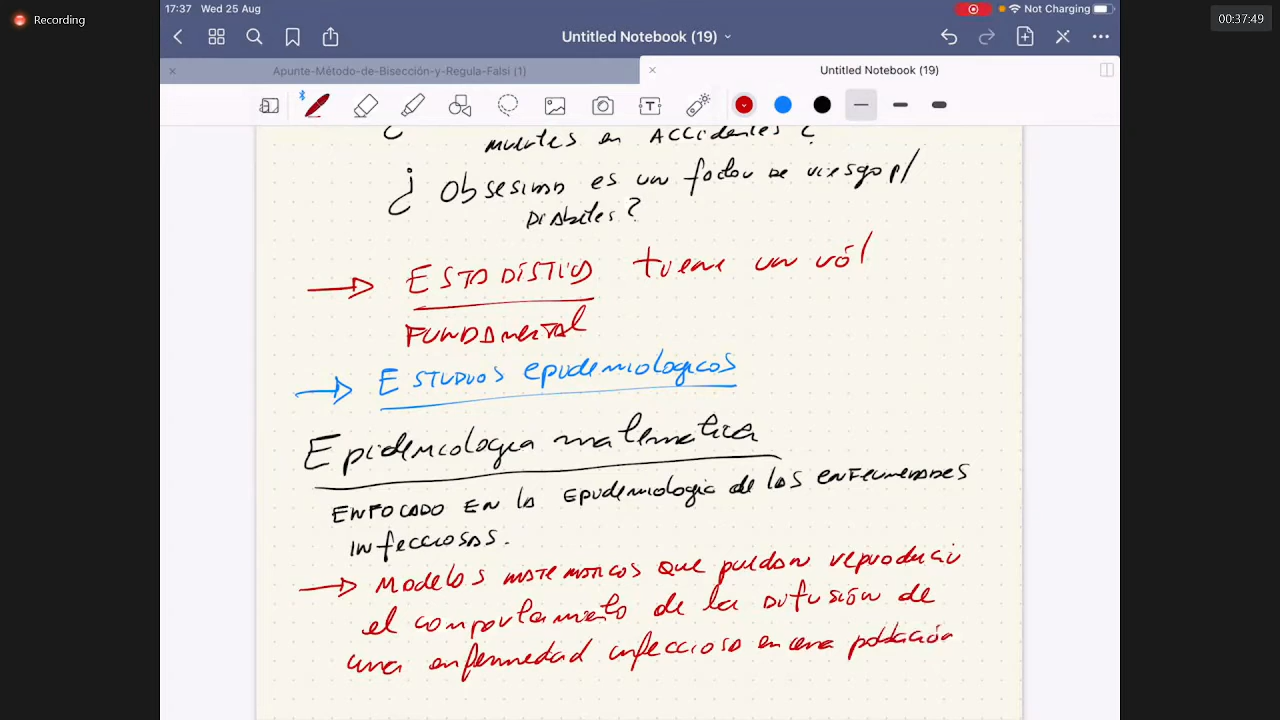 Recording
17:37 Wed 25 Aug
Not Charging
00:37:49
Untitled Notebook (19)
Apunte-Método-de-Bisección-y-Regula-Falsi (1)
Untitled Notebook (19)
¿
muertes en Accidentes ?
¿ Obsesidad es un factor de riesgo p/
Diabetes ?
→ ESTADÍSTICA tiene un ról
FUNDAMENTAL
→ ESTUDIOS epidemiologicos
Epidemiologia matematica
ENFOCADO EN la EPIDEMIOLOGIA de las ENFERMEDADES
INFECCIOSAS.
→ MODELOS MATEMATICOS que puedan reproducir
el comportamiento de la DIFUSIÓN de
una enfermedad infecciosa en una población